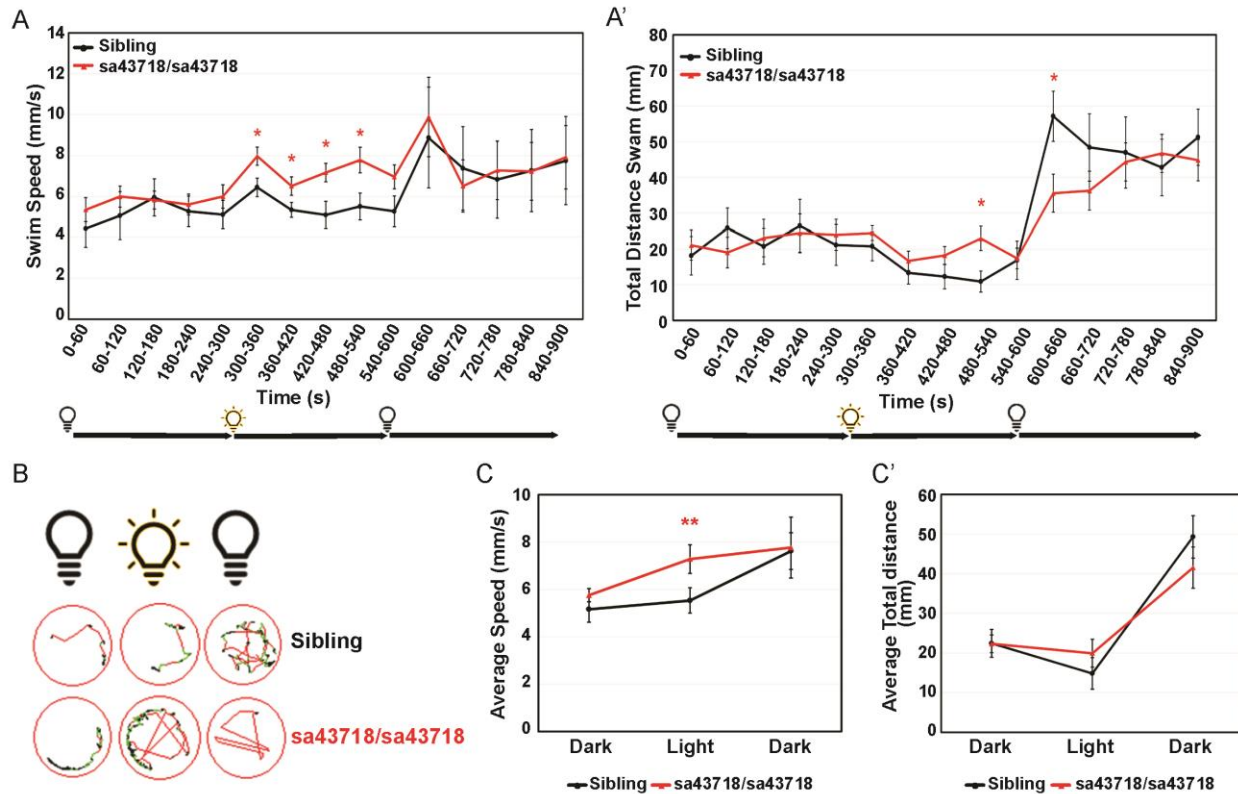 A
Sibling
sa43718/sa43718
Swim Speed (mm/s)
14
12
10
8
6
4
2
0
* * * *
0-60
60-120
120-180
180-240
240-300
300-360
360-420
420-480
480-540
540-600
600-660
660-720
720-780
780-840
840-900
Time (s)
A'
Sibling
sa43718/sa43718
Total Distance Swam (mm)
80
70
60
50
40
30
20
10
0
* *
0-60
60-120
120-180
180-240
240-300
300-360
360-420
420-480
480-540
540-600
600-660
660-720
720-780
780-840
840-900
Time (s)
B
Sibling
sa43718/sa43718
C
Average Speed (mm/s)
10
8
6
4
2
0
**
Dark Light Dark
Sibling sa43718/sa43718
C'
Average Total distance
(mm)
60
50
40
30
20
10
0
Dark Light Dark
Sibling sa43718/sa43718